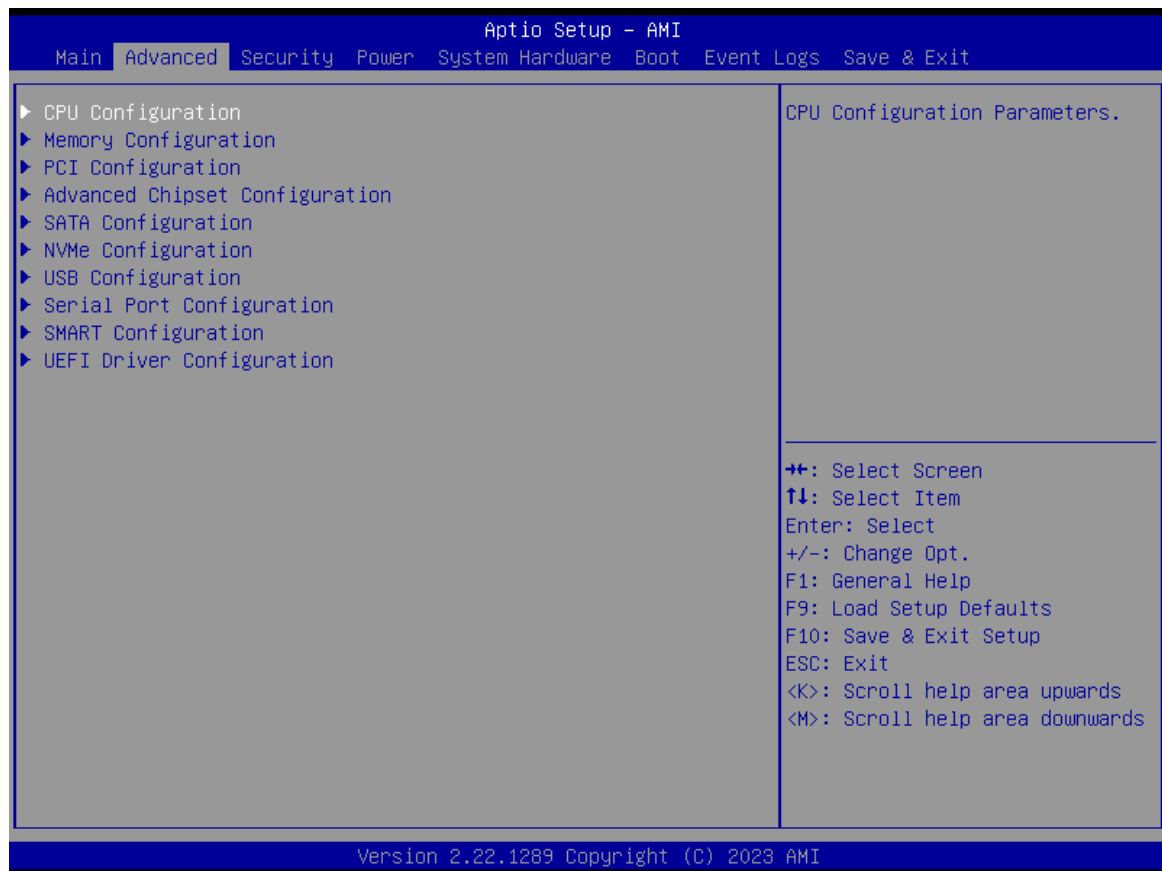 Aptio Setup – AMI
Main Advanced Security Power System Hardware Boot Event Logs Save & Exit
▶ CPU Configuration
▶ Memory Configuration
▶ PCI Configuration
▶ Advanced Chipset Configuration
▶ SATA Configuration
▶ NVMe Configuration
▶ USB Configuration
▶ Serial Port Configuration
▶ SMART Configuration
▶ UEFI Driver Configuration
CPU Configuration Parameters.
→←: Select Screen
↑↓: Select Item
Enter: Select
+/-: Change Opt.
F1: General Help
F9: Load Setup Defaults
F10: Save & Exit Setup
ESC: Exit
<K>: Scroll help area upwards
<M>: Scroll help area downwards
Version 2.22.1289 Copyright (C) 2023 AMI